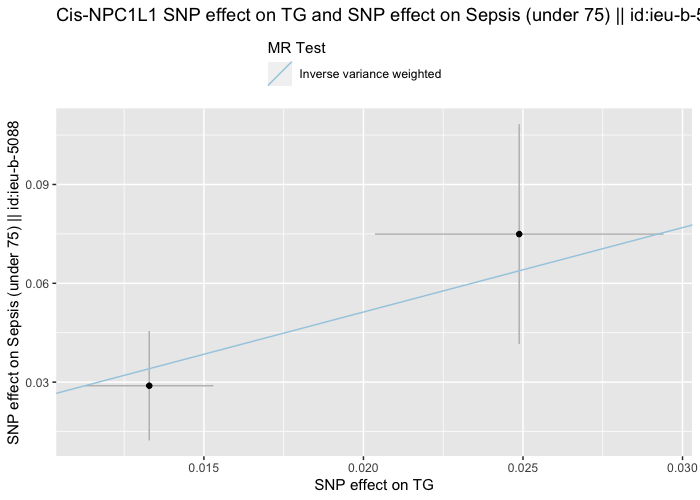 Cis-NPC1L1 SNP effect on TG and SNP effect on Sepsis (under 75) || id:ieu-b-5
MR Test
Inverse variance weighted
SNP effect on Sepsis (under 75) || id:ieu-b-5088
0.09
0.06
0.03
0.015
0.020
0.025
0.030
SNP effect on TG